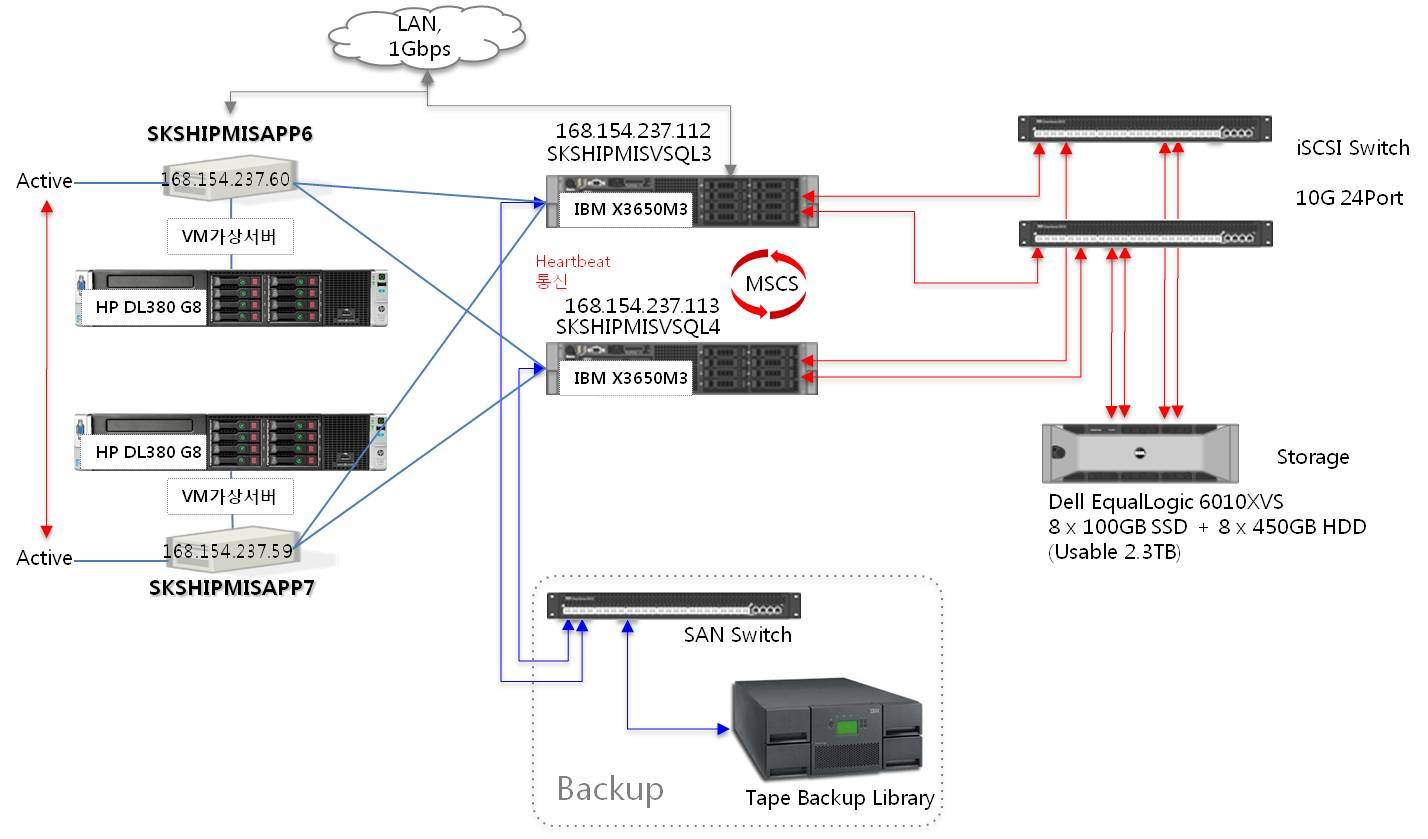 LAN,
1Gbps
SKSHIPMISAPP6
168.154.237.60
Active
VM가상서버
HP DL380 G8
HP DL380 G8
VM가상서버
168.154.237.59
Active
SKSHIPMISAPP7
168.154.237.112
SKSHIPMISVSQL3
IBM X3650M3
Heartbeat
통신
MSCS
168.154.237.113
SKSHIPMISVSQL4
IBM X3650M3
iSCSI Switch
10G 24Port
Storage
Dell EqualLogic 6010XVS
8 x 100GB SSD + 8 x 450GB HDD
(Usable 2.3TB)
SAN Switch
Backup
Tape Backup Library